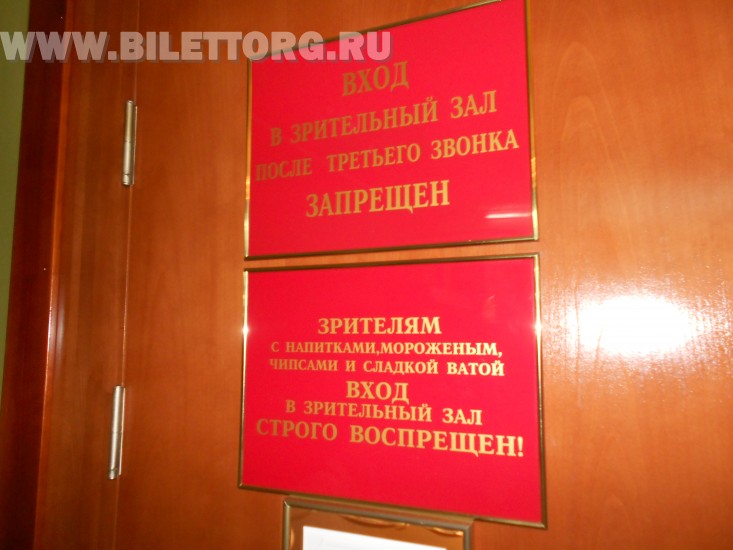 WWW.BILETTORG.RU
ВХОД
В ЗРИТЕЛЬНЫЙ ЗАЛ
ПОСЛЕ ТРЕТЬЕГО ЗВОНКА
ЗАПРЕЩЕН
ЗРИТЕЛЯМ
С НАПИТКАМИ,МОРОЖЕНЫМ,
ЧИПСАМИ И СЛАДКОЙ ВАТОЙ
ВХОД
В ЗРИТЕЛЬНЫЙ ЗАЛ
СТРОГО ВОСПРЕЩЕН!